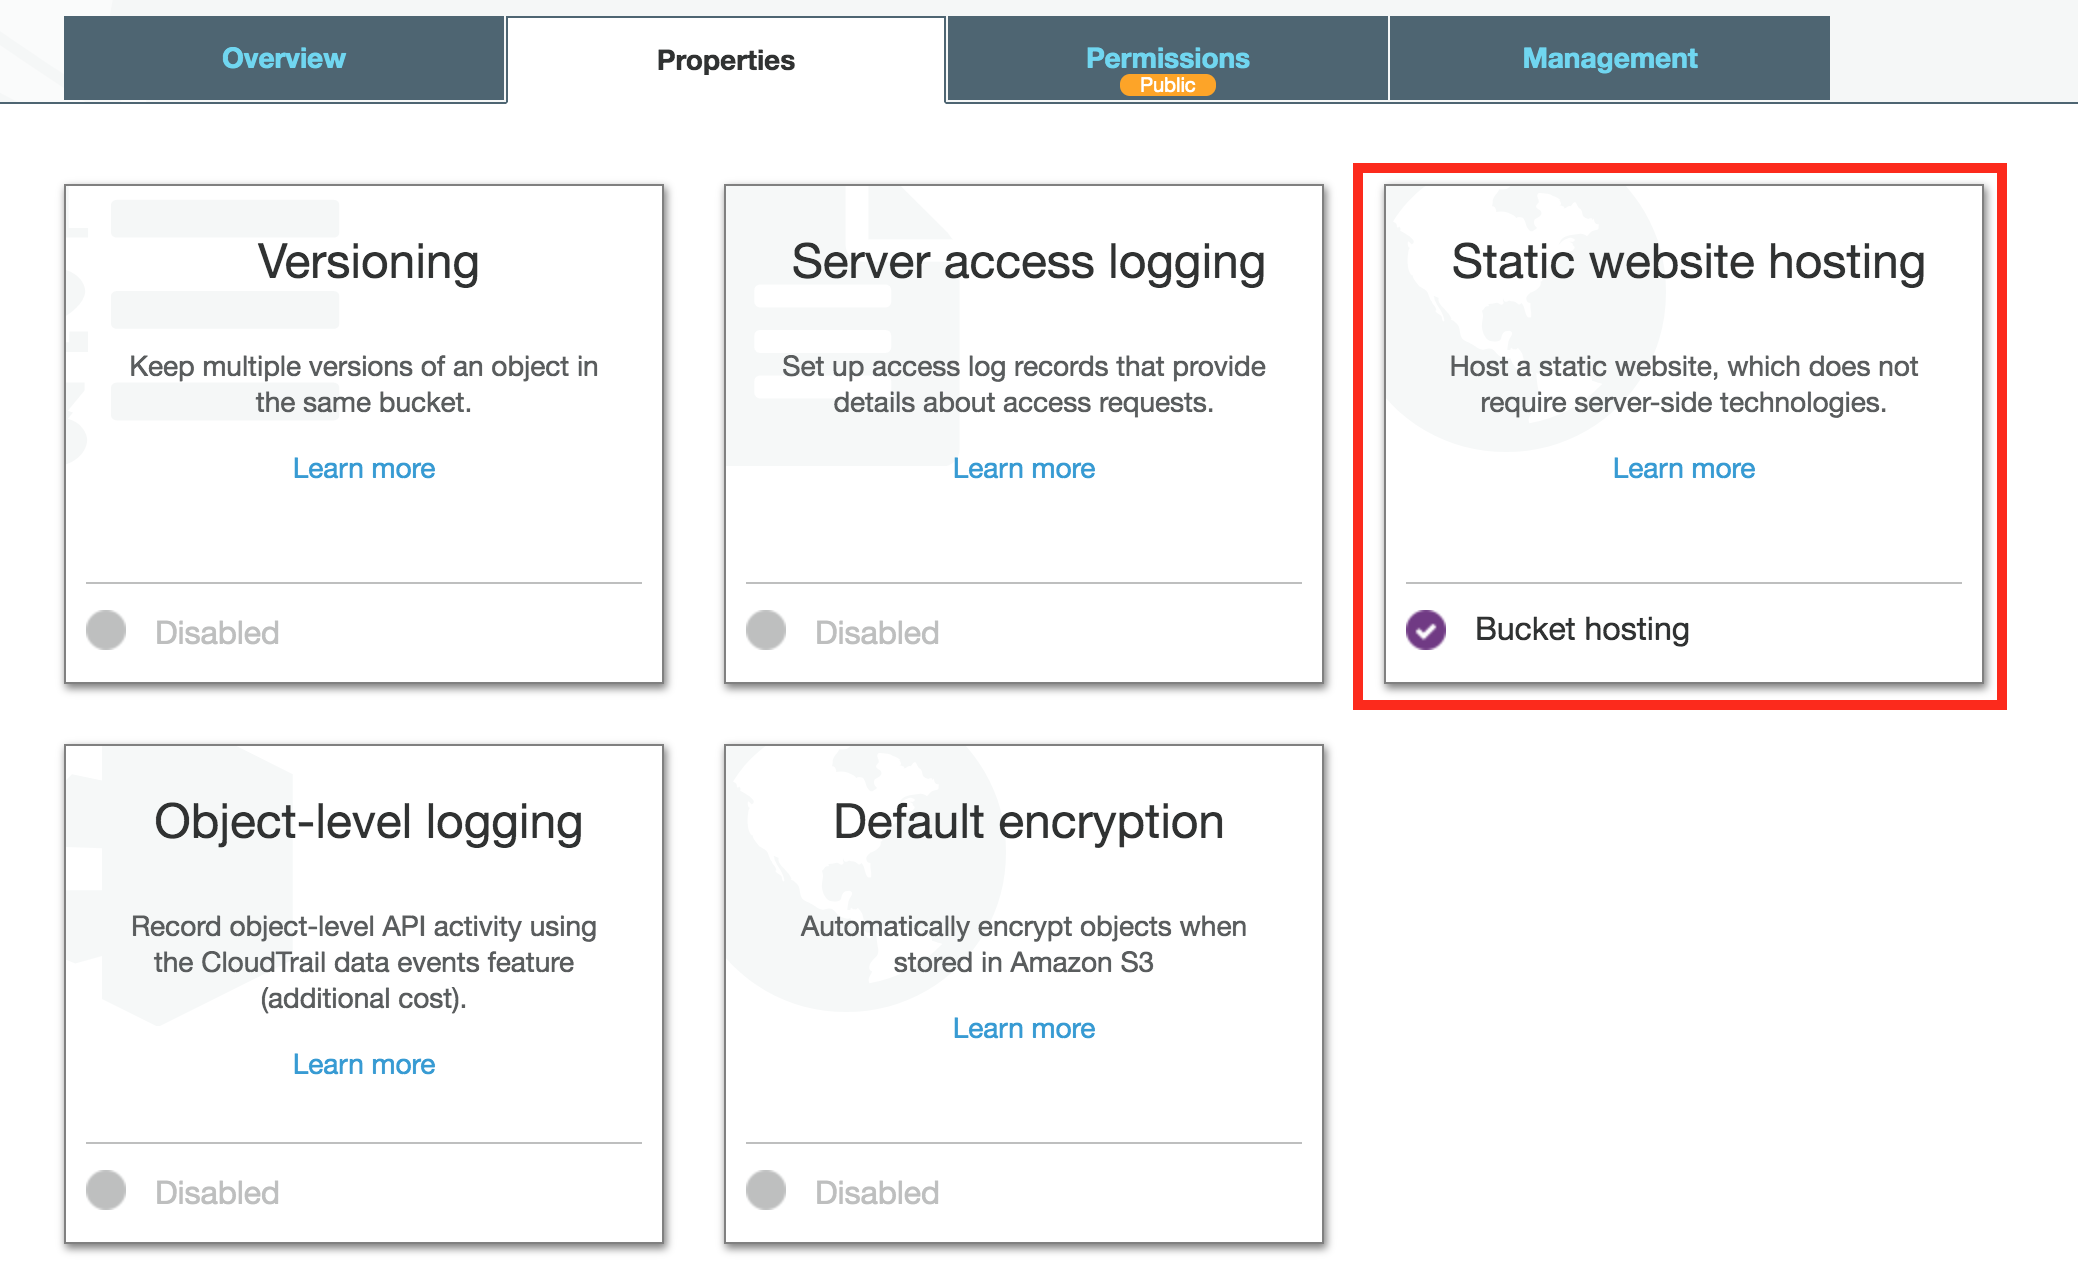 Overview
Properties
Permissions
Public
Management
Versioning
Keep multiple versions of an object in
the same bucket.
Learn more
Disabled
Server access logging
Set up access log records that provide
details about access requests.
Learn more
Disabled
Static website hosting
Host a static website, which does not
require server-side technologies.
Learn more
Bucket hosting
Object-level logging
Record object-level API activity using
the CloudTrail data events feature
(additional cost).
Learn more
Disabled
Default encryption
Automatically encrypt objects when
stored in Amazon S3
Learn more
Disabled